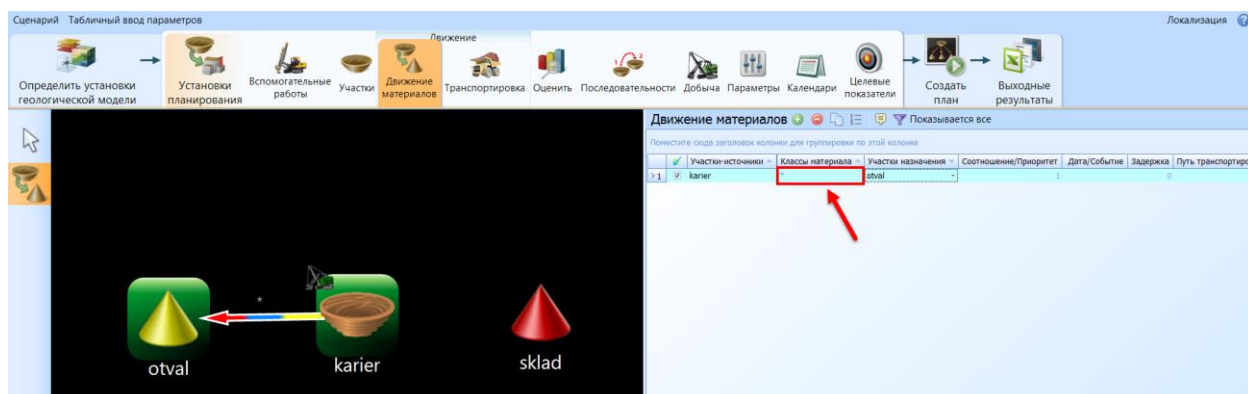 Сценарий Табличный ввод параметров Локализация
Движение
Определить установки геологической модели
Установки планирования
Вспомогательные работы
Участки
Движение материалов
Транспортировка
Оценить
Последовательности
Добыча
Параметры
Календари
Целевые показатели
Создать план
Выходные результаты
Движение материалов Показывается все
Поместите сюда заголовок колонки для группировки по этой колонке
Участки-источники Классы материала Участки назначения Соотношение/Приоритет Дата/Событие Задержка Путь транспортиро
1 karier * otval 1 0
*
otval karier sklad